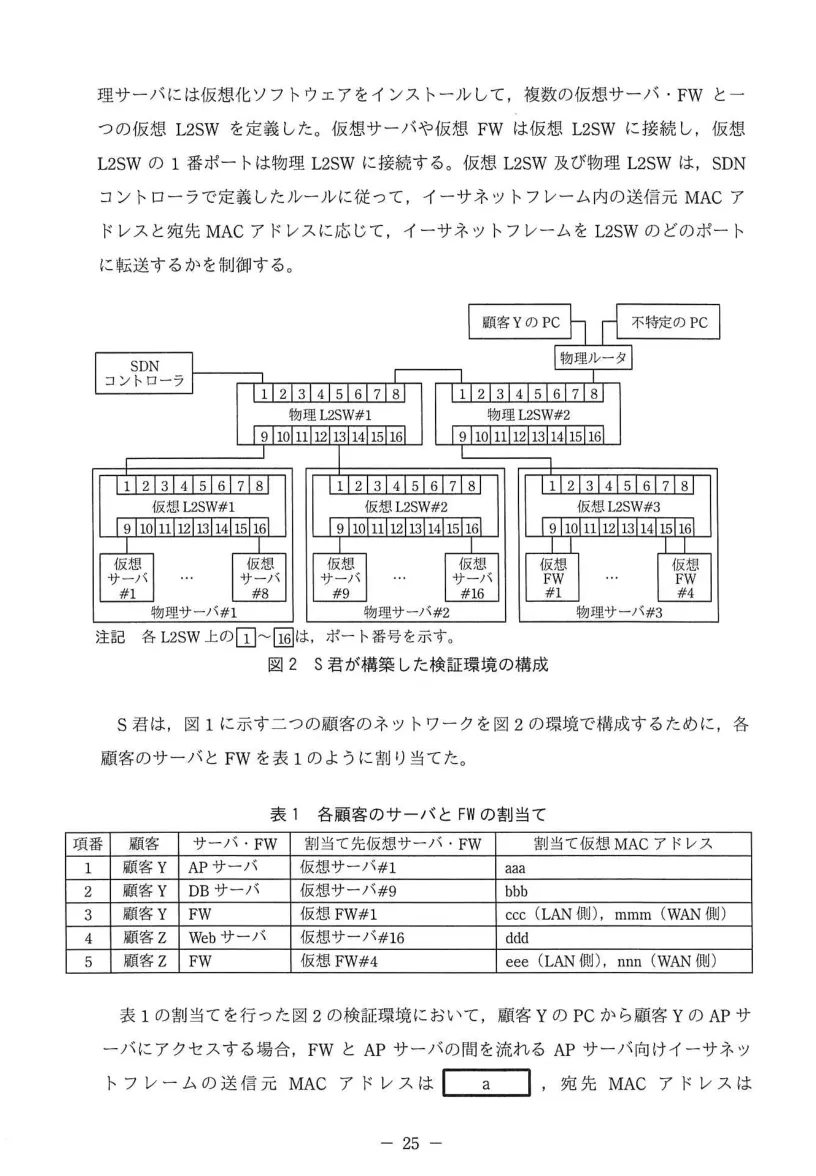 理サーバには仮想化ソフトウェアをインストールして，複数の仮想サーバ・FW と一
つの仮想 L2SW を定義した。仮想サーバや仮想 FW は仮想 L2SW に接続し，仮想
L2SW の 1 番ポートは物理 L2SW に接続する。仮想 L2SW 及び物理 L2SW は，SDN
コントローラで定義したルールに従って，イーサネットフレーム内の送信元 MAC ア
ドレスと宛先 MAC アドレスに応じて，イーサネットフレームを L2SW のどのポート
に転送するかを制御する。
顧客 Y の PC
不特定の PC
物理ルータ
SDN
コントローラ
1 2 3 4 5 6 7 8
物理 L2SW#1
9 10 11 12 13 14 15 16
1 2 3 4 5 6 7 8
物理 L2SW#2
9 10 11 12 13 14 15 16
1 2 3 4 5 6 7 8
仮想 L2SW#1
9 10 11 12 13 14 15 16
仮想
サーバ
#1
…
仮想
サーバ
#8
物理サーバ#1
1 2 3 4 5 6 7 8
仮想 L2SW#2
9 10 11 12 13 14 15 16
仮想
サーバ
#9
…
仮想
サーバ
#16
物理サーバ#2
1 2 3 4 5 6 7 8
仮想 L2SW#3
9 10 11 12 13 14 15 16
仮想
FW
#1
…
仮想
FW
#4
物理サーバ#3
注記　各 L2SW 上の 1 ～ 16 は，ポート番号を示す。
図 2　S 君が構築した検証環境の構成
S 君は，図 1 に示す二つの顧客のネットワークを図 2 の環境で構成するために，各
顧客のサーバと FW を表 1 のように割り当てた。
表 1　各顧客のサーバと FW の割当て
項番 顧客 サーバ・FW 割当て先仮想サーバ・FW 割当て仮想 MAC アドレス
1 顧客 Y AP サーバ 仮想サーバ#1 aaa
2 顧客 Y DB サーバ 仮想サーバ#9 bbb
3 顧客 Y FW 仮想 FW#1 ccc（LAN 側），mmm（WAN 側）
4 顧客 Z Web サーバ 仮想サーバ#16 ddd
5 顧客 Z FW 仮想 FW#4 eee（LAN 側），nnn（WAN 側）
表 1 の割当てを行った図 2 の検証環境において，顧客 Y の PC から顧客 Y の AP サ
ーバにアクセスする場合，FW と AP サーバの間を流れる AP サーバ向けイーサネッ
トフレームの送信元 MAC アドレスは a ，宛先 MAC アドレスは
－ 25 －